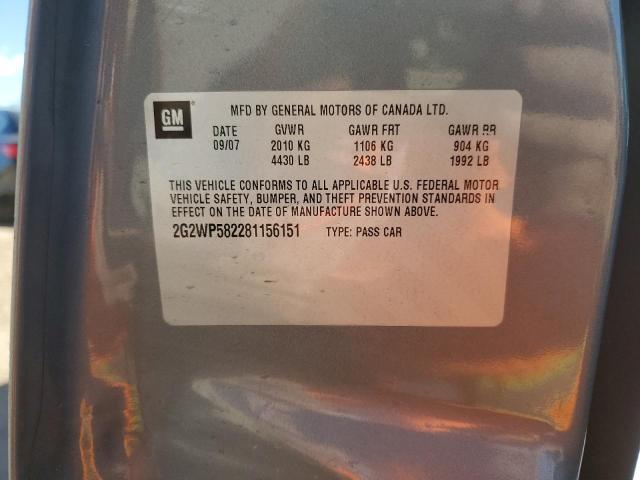 GM MFD BY GENERAL MOTORS OF CANADA LTD.
DATE GVWR GAWR FRT GAWR RR
09/07 2010 KG 1106 KG 904 KG
4430 LB 2438 LB 1992 LB
THIS VEHICLE CONFORMS TO ALL APPLICABLE U.S. FEDERAL MOTOR
VEHICLE SAFETY, BUMPER, AND THEFT PREVENTION STANDARDS IN
EFFECT ON THE DATE OF MANUFACTURE SHOWN ABOVE.
2G2WP582281156151 TYPE: PASS CAR